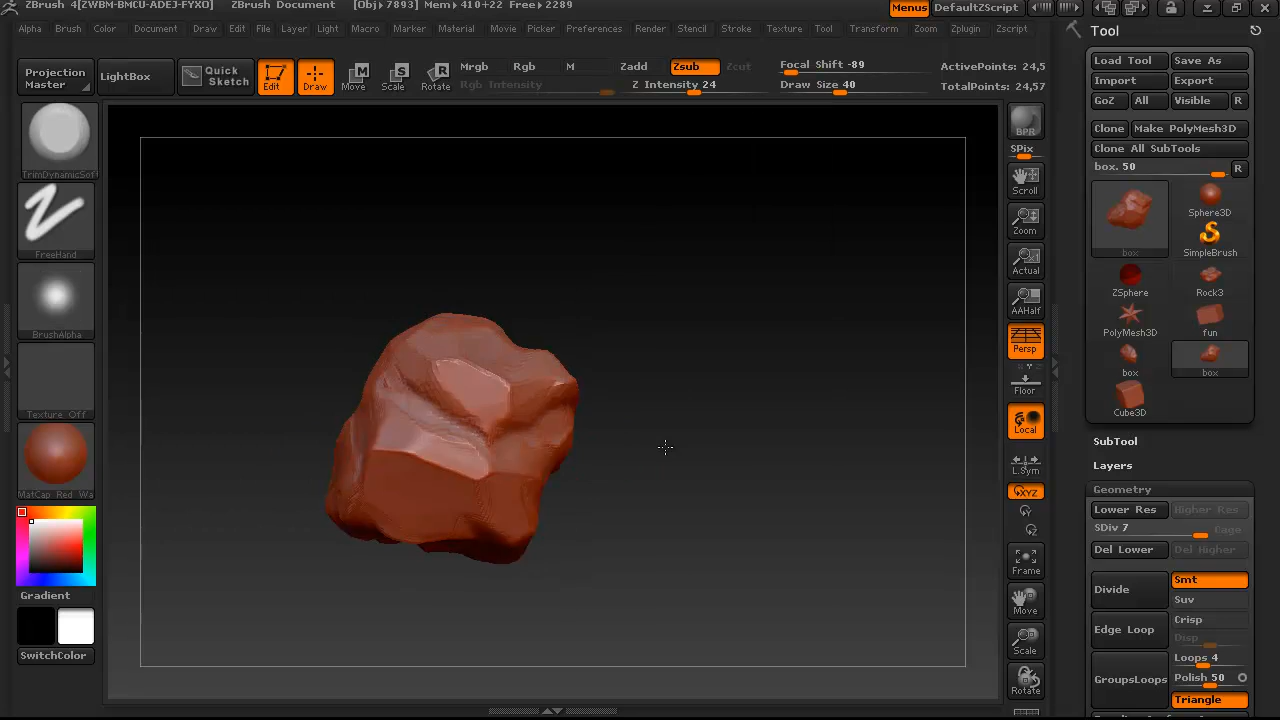 ZBrush 4[ZWBM-BMCU-ADEJ-FYXO] ZBrush Document [Obj▸7893] Mem▸410+22 Free▸2289 Menus DefaultZScript
Alpha Brush Color Document Draw Edit File Layer Light Macro Marker Material Movie Picker Preferences Render Stencil Stroke Texture Tool Transform Zoom Zplugin Zscript
Projection Master
LightBox
Quick Sketch
Edit
Draw
Move
Scale
Rotate
Mrgb Rgb M
Rgb Intensity
Zadd Zsub Zcut
Z Intensity 24
Focal Shift -89
Draw Size 40
ActivePoints: 24,5
TotalPoints: 24,57
FreeHand
BrushAlpha
Texture Off
MatCap Red Wa
Gradient
SwitchColor
BPR
SPix
Scroll
Zoom
Actual
AAHalf
Persp
Floor
Local
L.Sym
XYZ
Y
Z
Frame
Move
Scale
Rotate
Tool
Load Tool Save As
Import Export
GoZ All Visible R
Clone Make PolyMesh3D
Clone All SubTools
box. 50 R
box
Sphere3D
SimpleBrush
ZSphere
Rock3
PolyMesh3D
fun
box
box
Cube3D
SubTool
Layers
Geometry
Lower Res Higher Res
SDiv 7 Cage
Del Lower Del Higher
Divide
Smt
Suv
Edge Loop
Crisp
Disp
Loops 4
GroupsLoops
Polish 50
Triangle